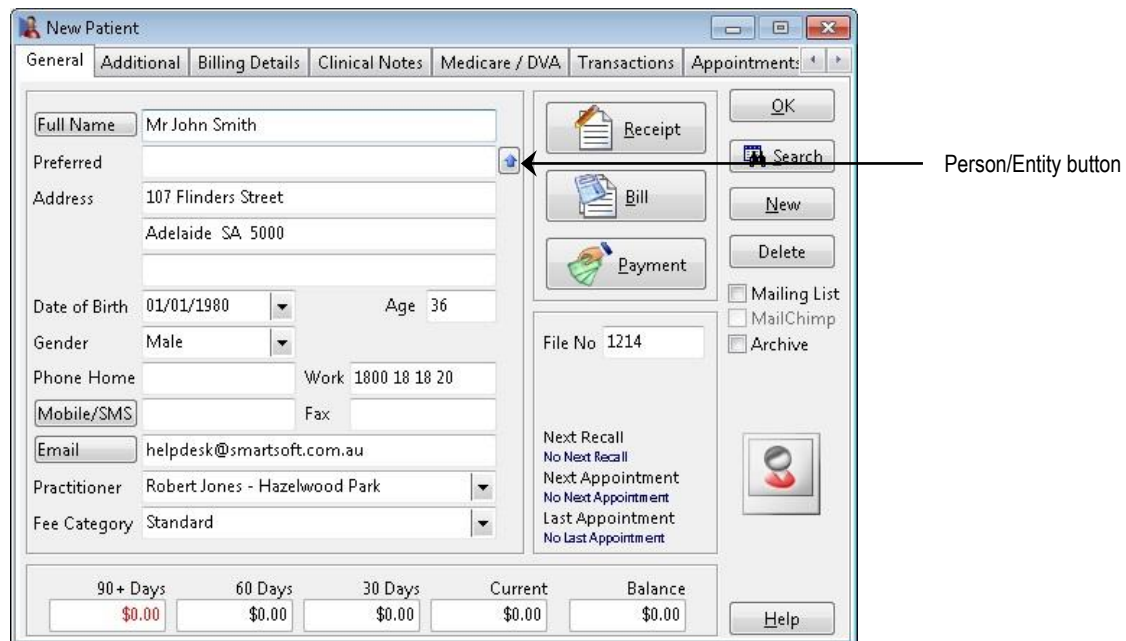 New Patient
General Additional Billing Details Clinical Notes Medicare / DVA Transactions Appointments
Full Name Mr John Smith
Preferred
Address 107 Flinders Street
Adelaide SA 5000
Date of Birth 01/01/1980 Age 36
Gender Male
Phone Home Work 1800 18 18 20
Mobile/SMS Fax
Email helpdesk@smartsoft.com.au
Practitioner Robert Jones - Hazelwood Park
Fee Category Standard
Receipt
Bill
Payment
File No 1214
Next Recall
No Next Recall
Next Appointment
No Next Appointment
Last Appointment
No Last Appointment
OK
Search
New
Delete
Mailing List
MailChimp
Archive
90+ Days 60 Days 30 Days Current Balance
$0.00 $0.00 $0.00 $0.00 $0.00
Help
Person/Entity button